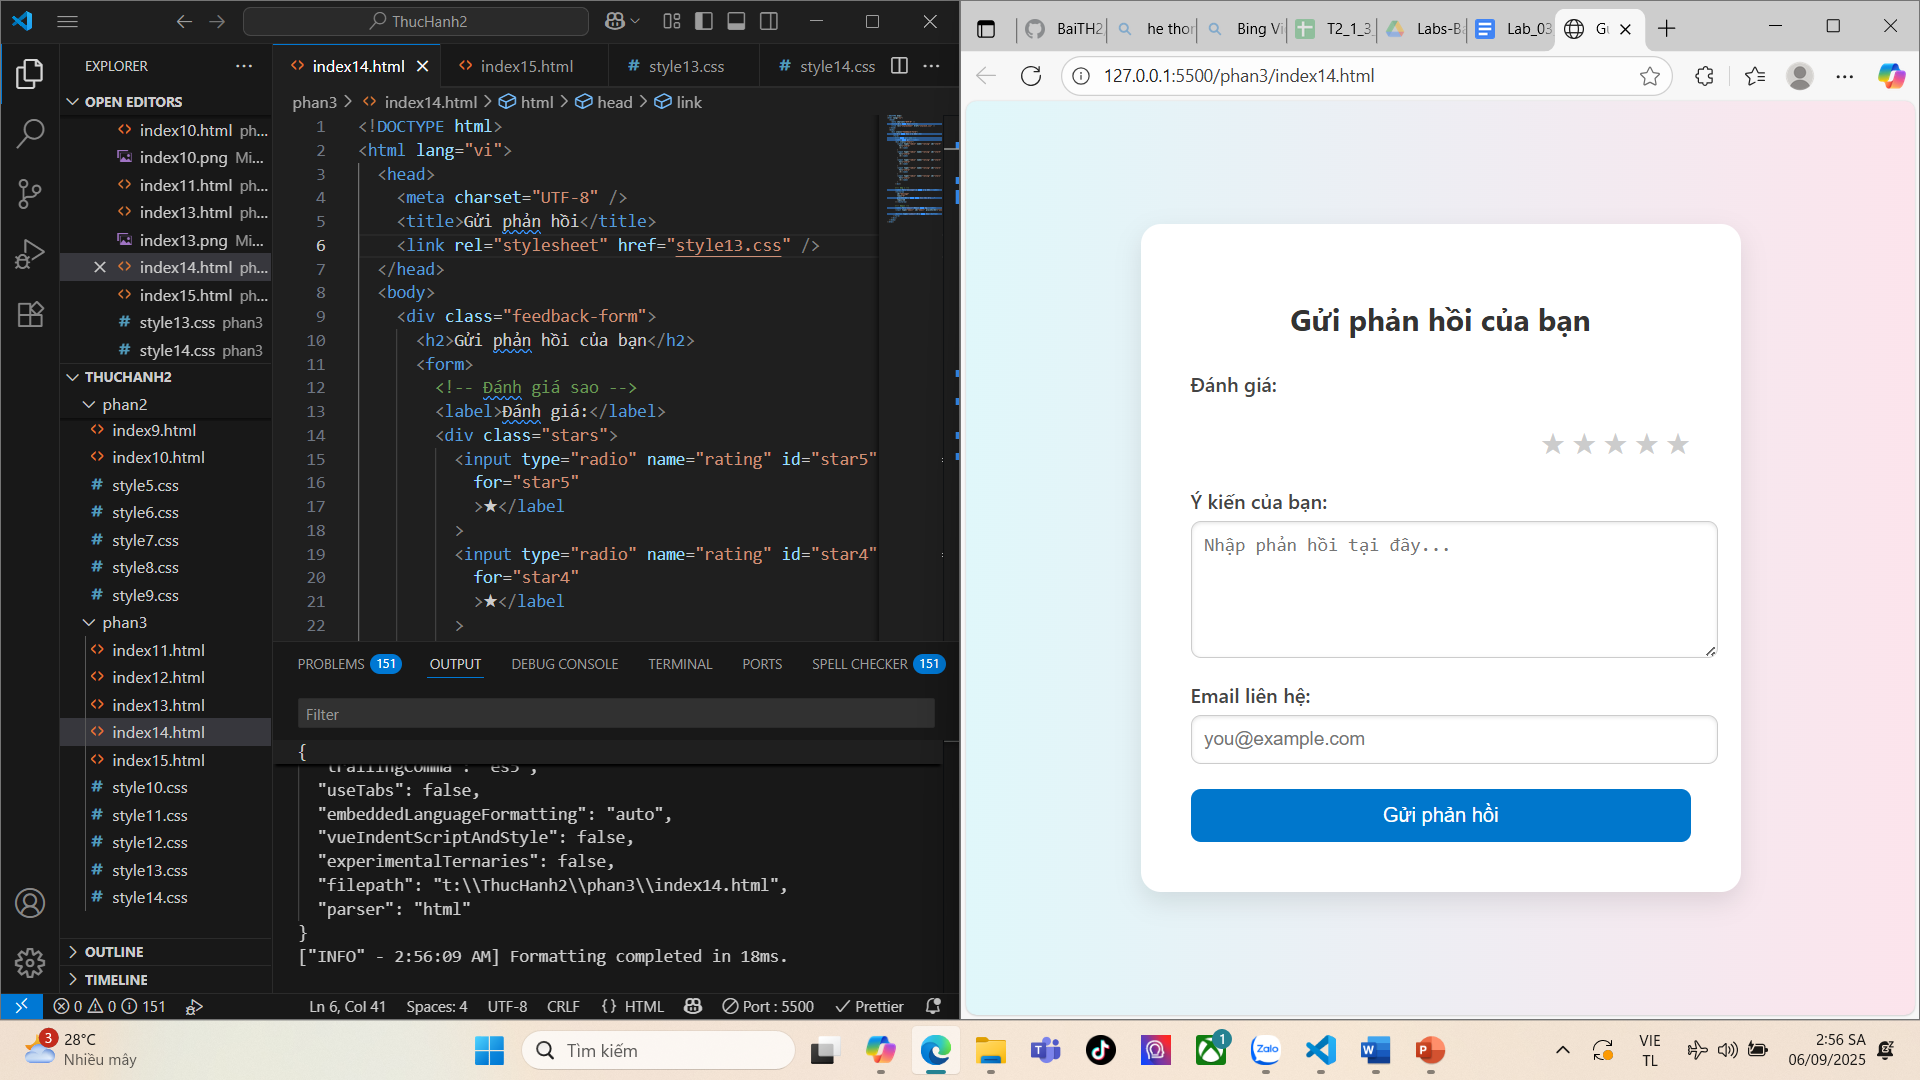 ThucHanh2
EXPLORER
OPEN EDITORS
index10.html ph...
index10.png Mi...
index11.html ph...
index13.html ph...
index13.png Mi...
index14.html ph...
index15.html ph...
style13.css phan3
style14.css phan3
THUCHANH2
phan2
index9.html
index10.html
style5.css
style6.css
style7.css
style8.css
style9.css
phan3
index11.html
index12.html
index13.html
index14.html
index15.html
style10.css
style11.css
style12.css
style13.css
style14.css
OUTLINE
TIMELINE
index14.html
index15.html
style13.css
style14.css
phan3 > index14.html > html > head > link
1 <!DOCTYPE html>
2 <html lang="vi">
3 <head>
4 <meta charset="UTF-8" />
5 <title>Gửi phản hồi</title>
6 <link rel="stylesheet" href="style13.css" />
7 </head>
8 <body>
9 <div class="feedback-form">
10 <h2>Gửi phản hồi của bạn</h2>
11 <form>
12 <!-- Đánh giá sao -->
13 <label>Đánh giá:</label>
14 <div class="stars">
15 <input type="radio" name="rating" id="star5"
16 for="star5"
17 >★</label
18 >
19 <input type="radio" name="rating" id="star4"
20 for="star4"
21 >★</label
22 >
PROBLEMS 151 OUTPUT DEBUG CONSOLE TERMINAL PORTS SPELL CHECKER 151
Filter
{
"trailingComma": "es5",
"useTabs": false,
"embeddedLanguageFormatting": "auto",
"vueIndentScriptAndStyle": false,
"experimentalTernaries": false,
"filepath": "t:\\ThucHanh2\\phan3\\index14.html",
"parser": "html"
}
["INFO" - 2:56:09 AM] Formatting completed in 18ms.
0 0 151 Ln 6, Col 41 Spaces: 4 UTF-8 CRLF {} HTML Port : 5500 Prettier
BaiTH2 he thor Bing Vi T2_1_3 Labs-Ba Lab_03 Gu
127.0.0.1:5500/phan3/index14.html
Gửi phản hồi của bạn
Đánh giá:
★ ★ ★ ★ ★
Ý kiến của bạn:
Nhập phản hồi tại đây...
Email liên hệ:
you@example.com
Gửi phản hồi
3
28°C
Nhiều mây
Tìm kiếm
1
Zalo
VIE
TL
2:56 SA
06/09/2025